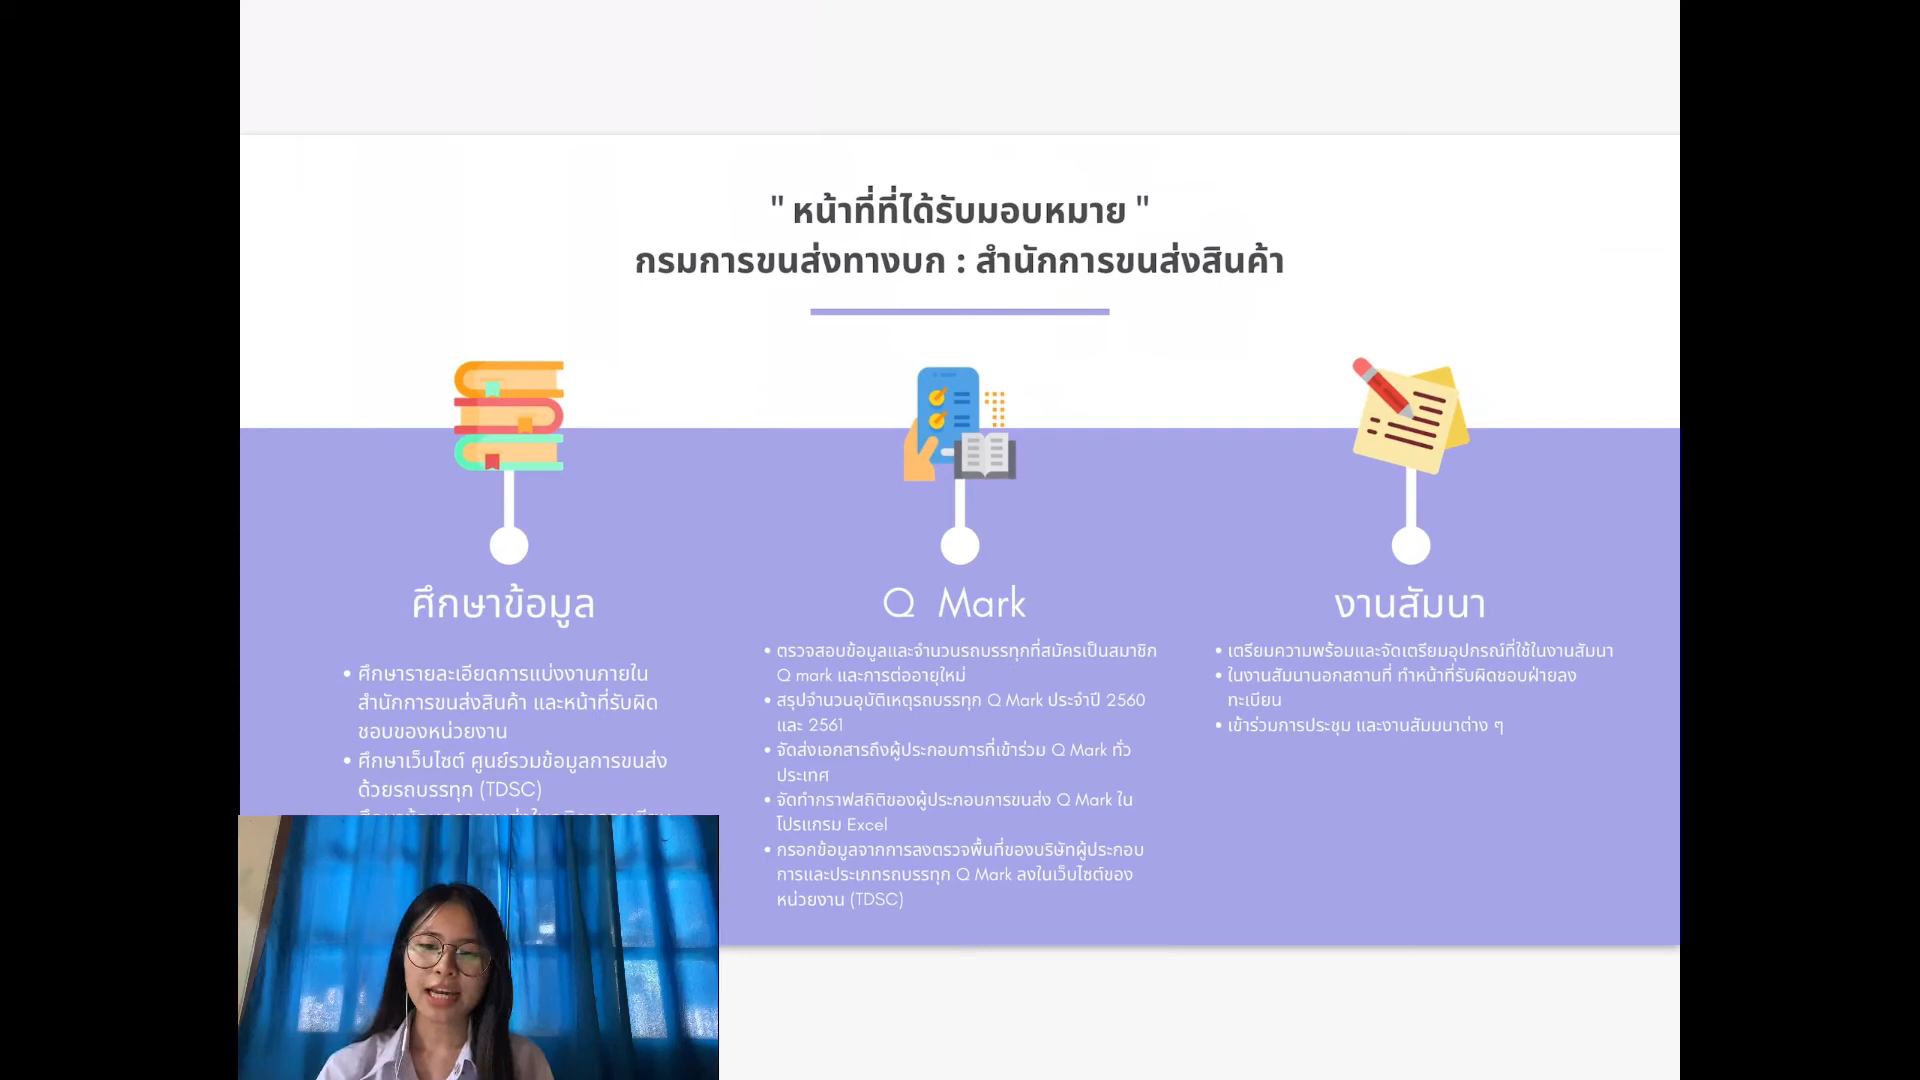 " หน้าที่ที่ได้รับมอบหมาย "
กรมการขนส่งทางบก : สำนักการขนส่งสินค้า
ศึกษาข้อมูล
• ศึกษารายละเอียดการแบ่งงานภายใน
สำนักการขนส่งสินค้า และหน้าที่รับผิด
ชอบของหน่วยงาน
• ศึกษาเว็บไซต์ ศูนย์รวมข้อมูลการขนส่ง
ด้วยรถบรรทุก (TDSC)
Q Mark
• ตรวจสอบข้อมูลและจำนวนรถบรรทุกที่สมัครเป็นสมาชิก
Q mark และการต่ออายุใหม่
• สรุปจำนวนอุบัติเหตุรถบรรทุก Q Mark ประจำปี 2560
และ 2561
• จัดส่งเอกสารถึงผู้ประกอบการที่เข้าร่วม Q Mark ทั่ว
ประเทศ
• จัดทำกราฟสถิติของผู้ประกอบการขนส่ง Q Mark ใน
โปรแกรม Excel
• กรอกข้อมูลจากการลงตรวจพื้นที่ของบริษัทผู้ประกอบ
การและประเภทรถบรรทุก Q Mark ลงในเว็บไซต์ของ
หน่วยงาน (TDSC)
งานสัมนา
• เตรียมความพร้อมและจัดเตรียมอุปกรณ์ที่ใช้ในงานสัมนา
• ในงานสัมนานอกสถานที่ ทำหน้าที่รับผิดชอบฝ่ายลง
ทะเบียน
• เข้าร่วมการประชุม และงานสัมมนาต่าง ๆ